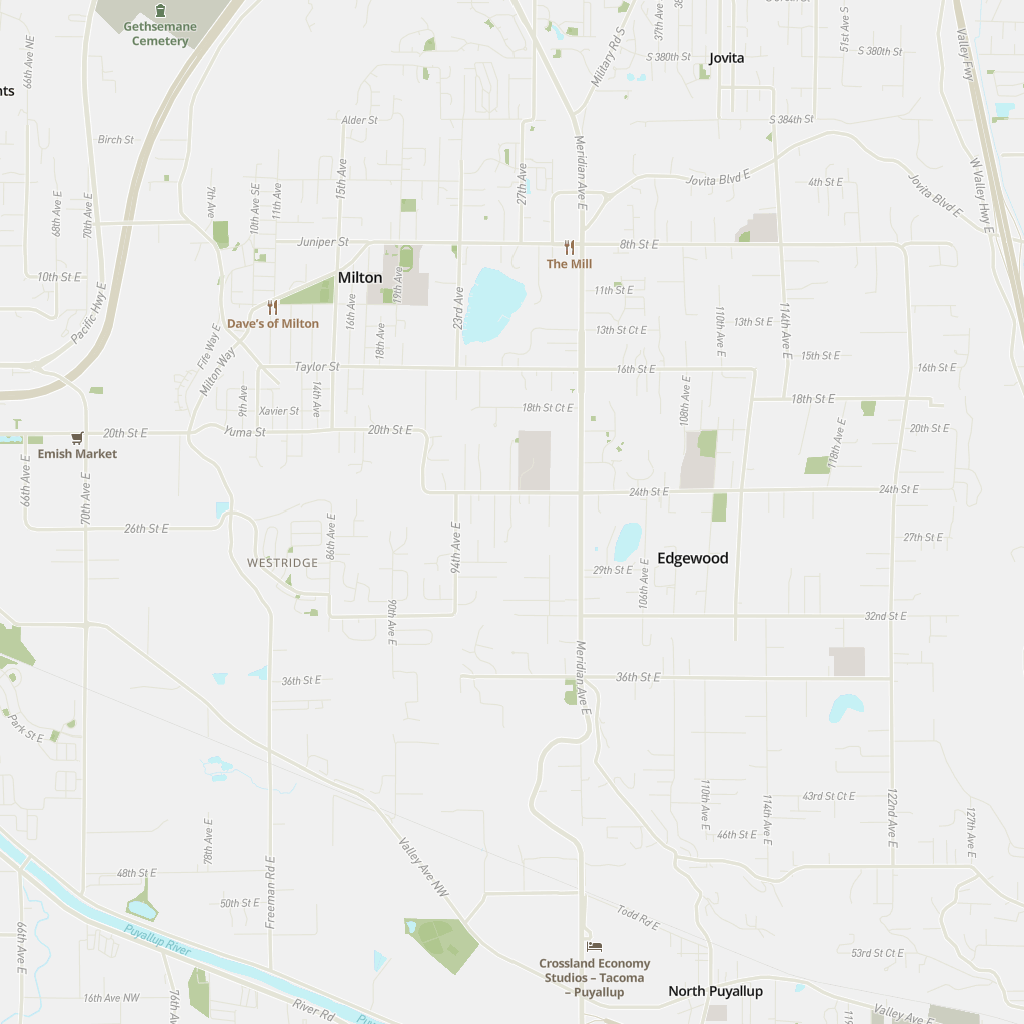 Gethsemane
Cemetery
66th Ave NE
37th Ave
38
51st Ave S
S 380th St
S 380th St
Military Rd S
Jovita
Valley Fwy
nts
Birch St
Alder St
S 384th St
Meridian Ave E
W Valley Hwy E
68th Ave E
70th Ave E
7th Ave
10th Ave SE
11th Ave
15th Ave
27th Ave
Jovita Blvd E
4th St E
Jovita Blvd E
Juniper St
8th St E
The Mill
10th St E
Milton
19th Ave
11th St E
Pacific Hwy E
Dave's of Milton
16th Ave
18th Ave
23rd Ave
13th St Ct E
110th Ave E
13th St E
114th Ave E
Fife Way E
Milton Way
15th St E
Taylor St
16th St E
16th St E
9th Ave
14th Ave
Xavier St
18th St Ct E
108th Ave E
18th St E
20th St E
Yuma St
20th St E
118th Ave E
20th St E
Emish Market
66th Ave E
70th Ave E
24th St E
24th St E
26th St E
86th Ave E
94th Ave E
27th St E
WESTRIDGE
Edgewood
29th St E
106th Ave E
90th Ave E
32nd St E
Meridian Ave E
36th St E
36th St E
Park St E
110th Ave E
114th Ave E
43rd St Ct E
122nd Ave E
127th Ave E
78th Ave E
46th St E
Valley Ave NW
48th St E
Freeman Rd E
50th St E
Todd Rd E
66th Ave E
Puyallup River
53rd St Ct E
Crossland Economy
Studios – Tacoma
– Puyallup
North Puyallup
16th Ave NW
76th Ave E
River Rd
Puy
115
Valley Ave E